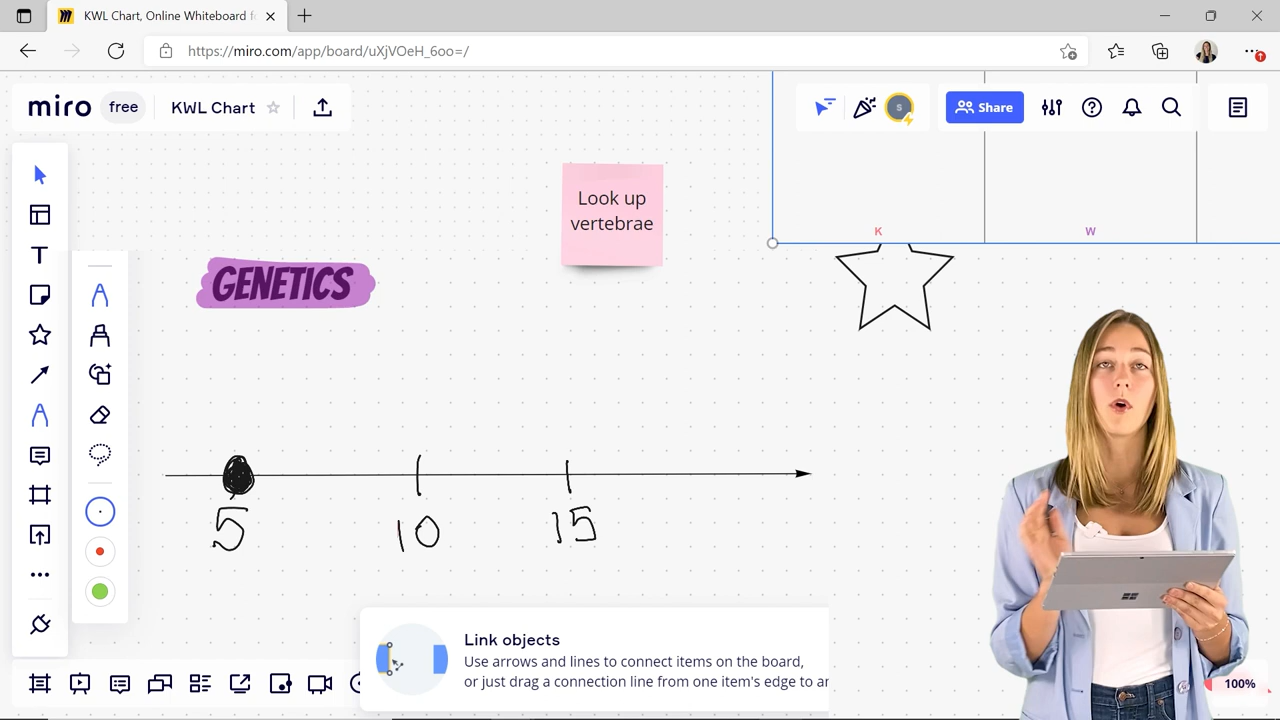 KWL Chart, Online Whiteboard f
https://miro.com/app/board/uXjVOeH_6oo=/
miro free KWL Chart
S Share
Look up
vertebrae
K W
GENETICS
5 10 15
Link objects
Use arrows and lines to connect items on the board,
or just drag a connection line from one item's edge to an
100%